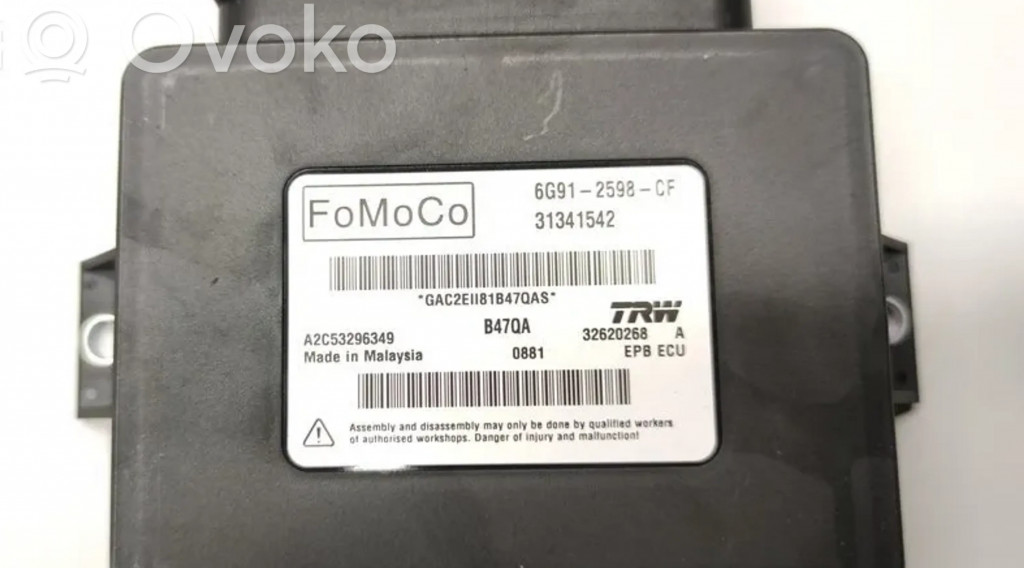 Ovoko
FoMoCo
6G91-2598-CF
31341542
*GAC2EII81B47QAS*
A2C53296349
B47QA
TRW
32620268 A
Made in Malaysia
0881
EPB ECU
Assembly and disassembly may only be done by qualified workers
of authorised workshops. Danger of injury and malfunction!